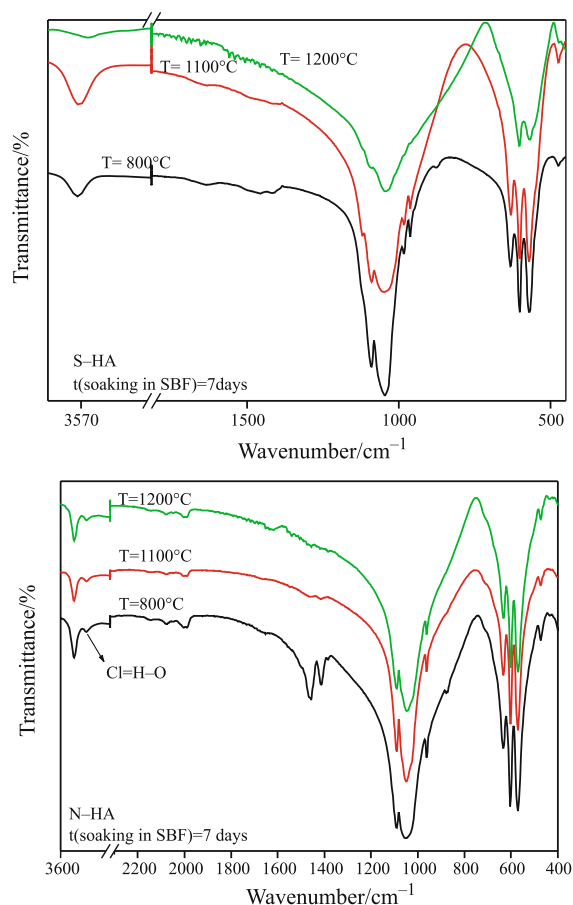 Transmittance/%
T= 1200°C
T= 1100°C
T= 800°C
S–HA
t(soaking in SBF)=7days
3570 1500 1000 500
Wavenumber/cm–1
Transmittance/%
T=1200°C
T=1100°C
T=800°C
Cl=H–O
N–HA
t(soaking in SBF)=7 days
3600 2200 2000 1800 1600 1400 1200 1000 800 600 400
Wavenumber/cm–1